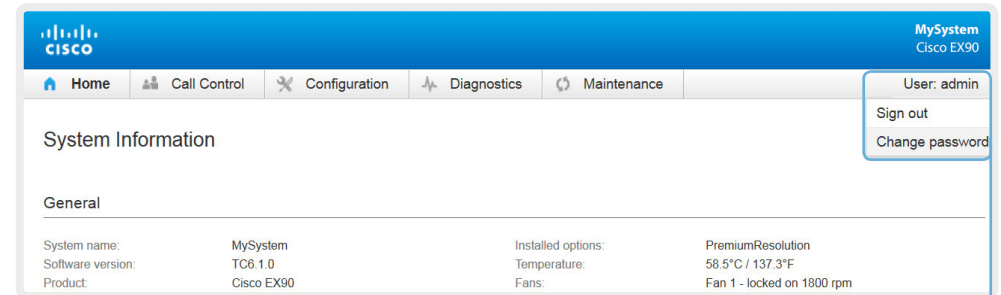 CISCO
MySystem
Cisco EX90
Home Call Control Configuration Diagnostics Maintenance User: admin
Sign out
Change password
System Information
General
System name: MySystem Installed options: PremiumResolution
Software version: TC6.1.0 Temperature: 58.5°C / 137.3°F
Product: Cisco EX90 Fans: Fan 1 - locked on 1800 rpm